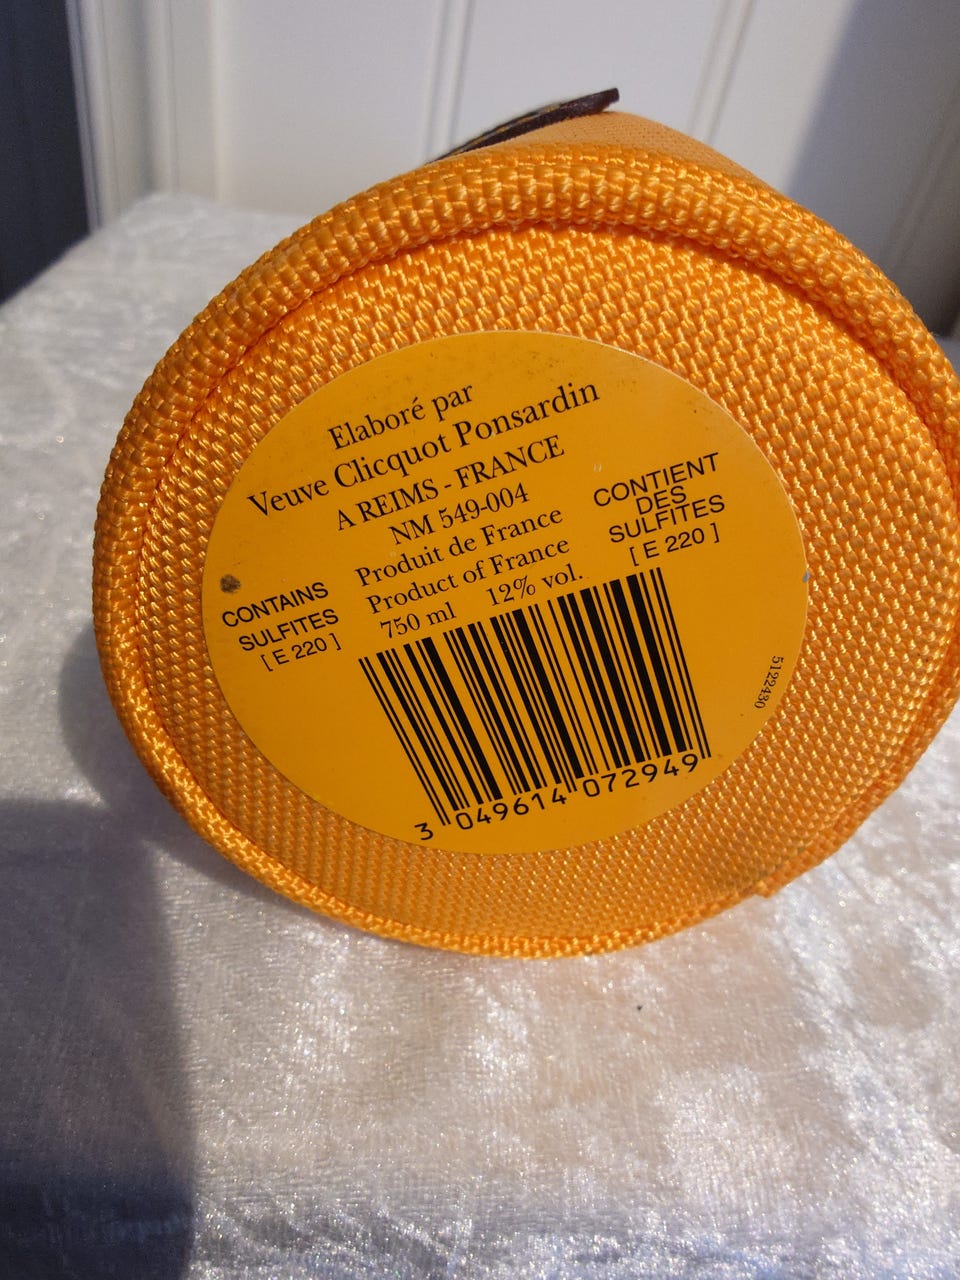 Elaboré par
Veuve Clicquot Ponsardin
A REIMS - FRANCE
NM 549-004
Produit de France
Product of France
750 ml 12% vol.
CONTAINS
SULFITES
[ E 220 ]
CONTIENT
DES
SULFITES
[ E 220 ]
3 049614 072949
5122430